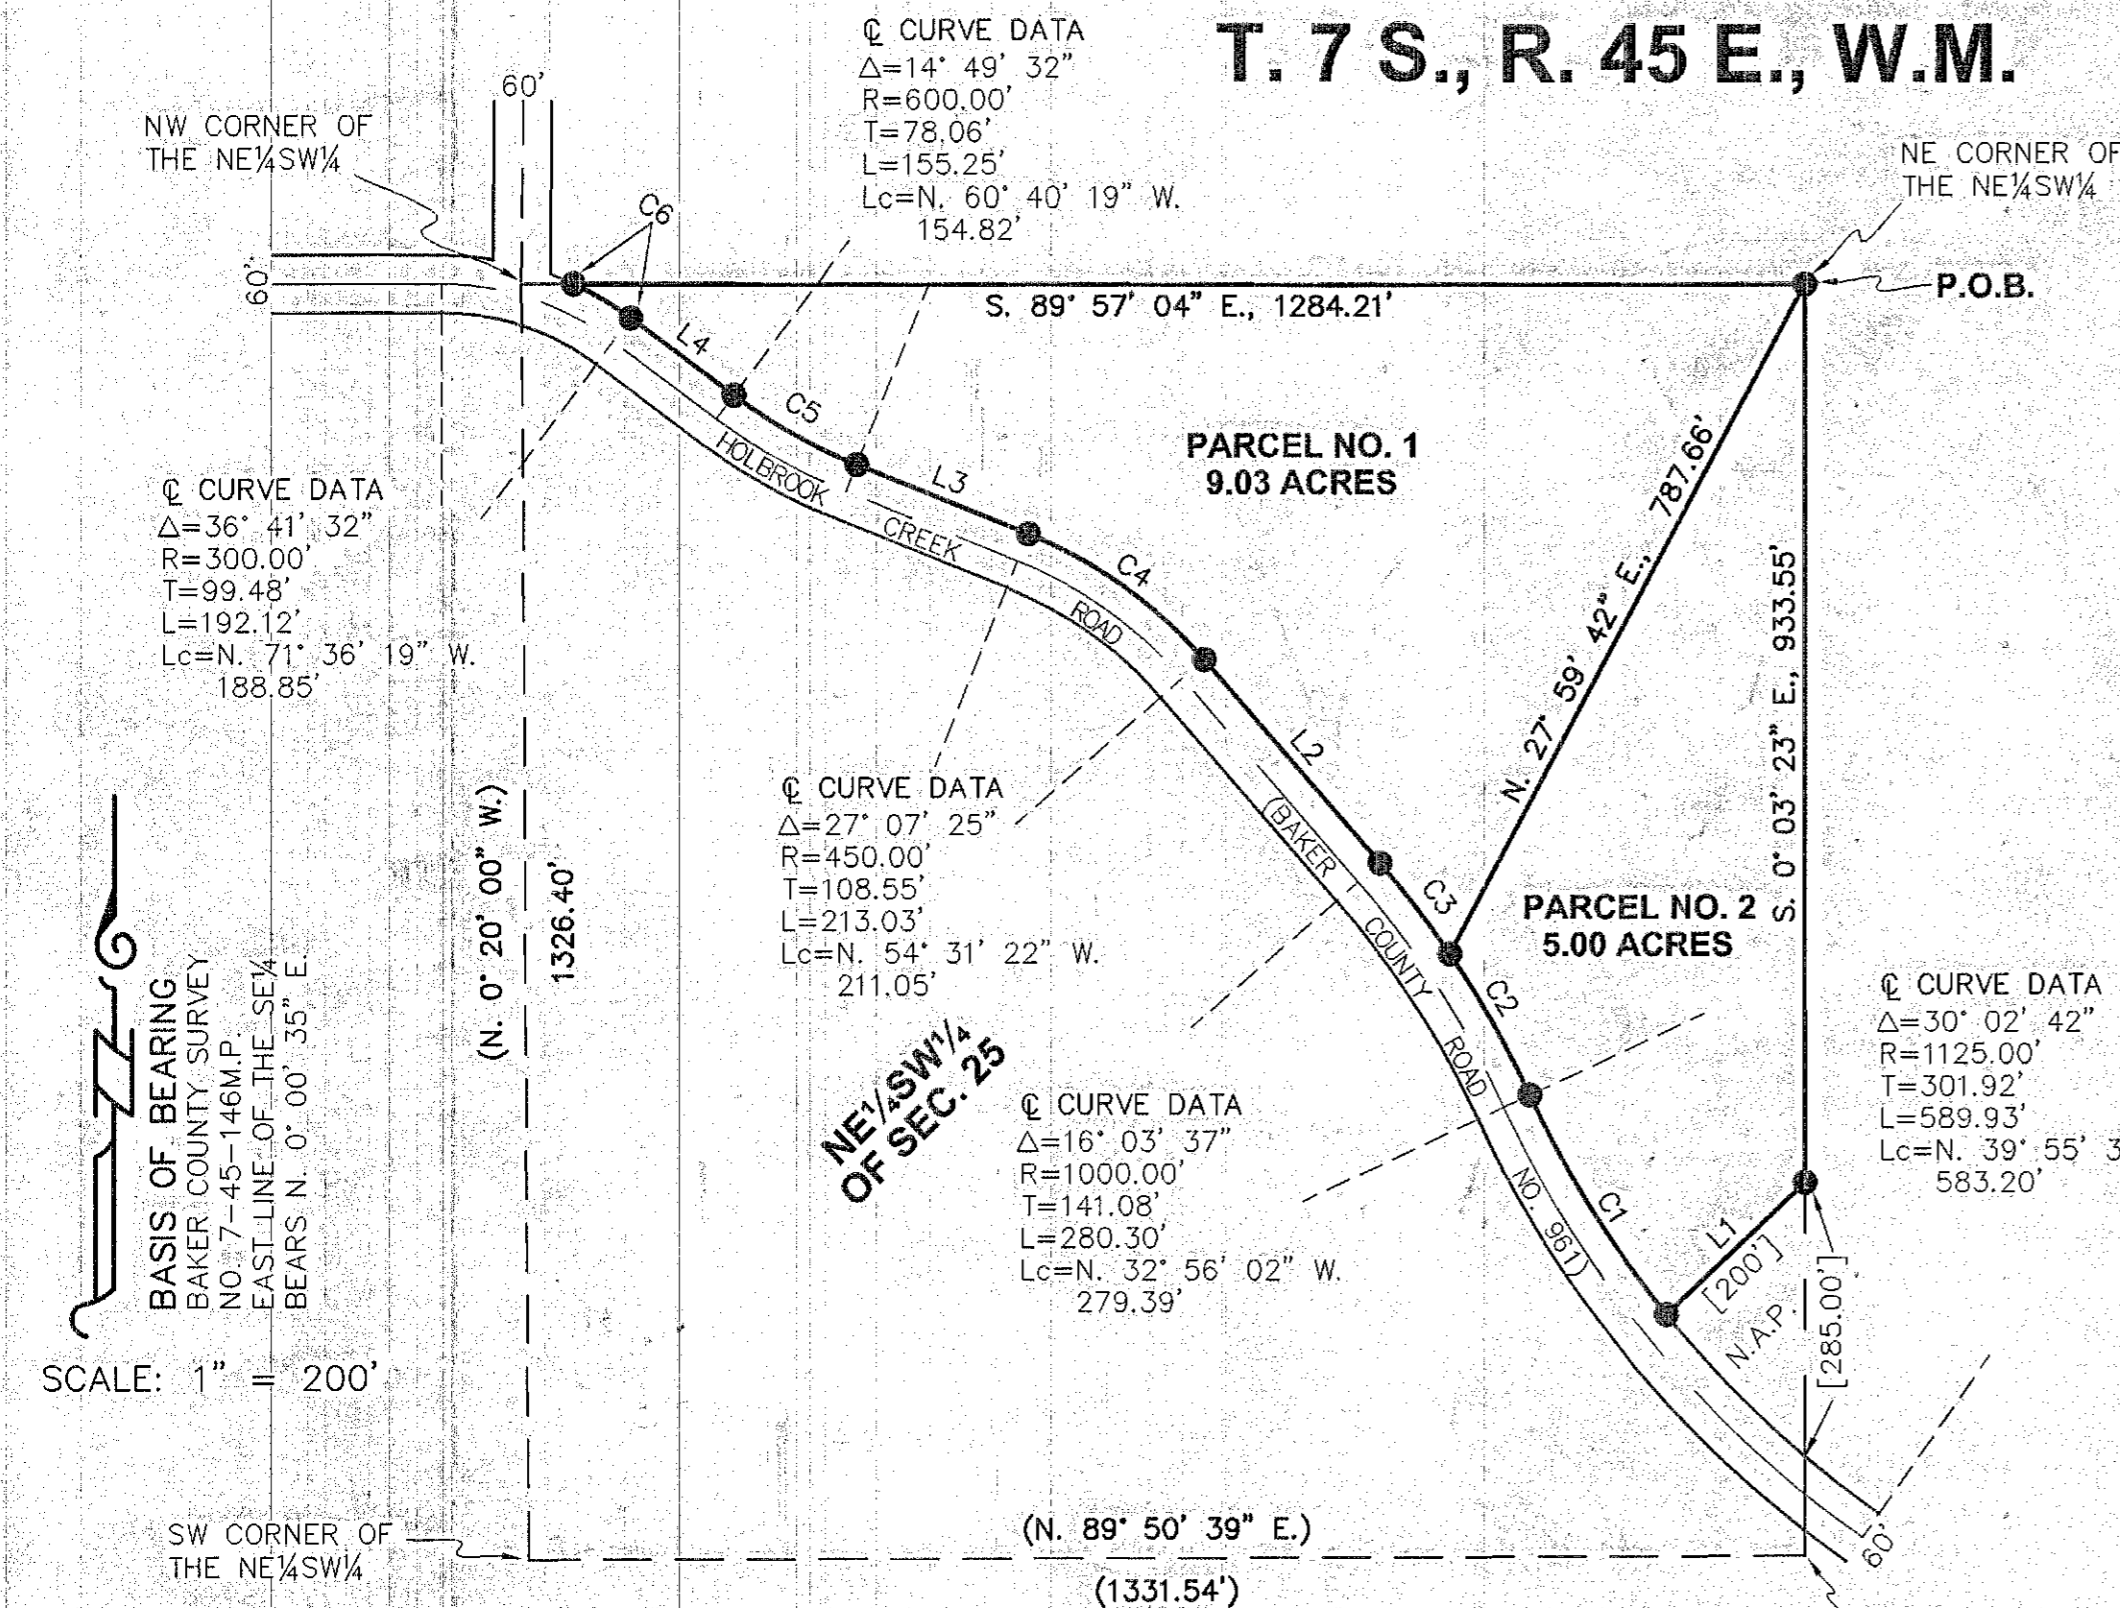 T. 7 S., R. 45 E., W.M.
℄ CURVE DATA
Δ=14° 49' 32"
R=600.00'
T=78.06'
L=155.25'
Lc=N. 60° 40' 19" W.
154.82'
60'
NW CORNER OF
THE NE¼SW¼
60'
C6
NE CORNER OF
THE NE¼SW¼
P.O.B.
S. 89° 57' 04" E., 1284.21'
L4
C5
L3
C4
L2
C3
C2
C1
L1
HOLBROOK
CREEK
ROAD
(BAKER
COUNTY
ROAD
NO. 961)
PARCEL NO. 1
9.03 ACRES
N. 27° 59' 42" E., 787.66'
S. 0° 03' 23" E., 933.55'
PARCEL NO. 2
5.00 ACRES
℄ CURVE DATA
Δ=36° 41' 32"
R=300.00'
T=99.48'
L=192.12'
Lc=N. 71° 36' 19" W.
188.85'
℄ CURVE DATA
Δ=27° 07' 25"
R=450.00'
T=108.55'
L=213.03'
Lc=N. 54° 31' 22" W.
211.05'
(N. 0° 20' 00" W.)
1326.40'
NE¼SW¼
OF SEC. 25
℄ CURVE DATA
Δ=16° 03' 37"
R=1000.00'
T=141.08'
L=280.30'
Lc=N. 32° 56' 02" W.
279.39'
℄ CURVE DATA
Δ=30° 02' 42"
R=1125.00'
T=301.92'
L=589.93'
Lc=N. 39° 55' 3
583.20'
[200']
N.A.P.
[285.00']
60'
BASIS OF BEARING
BAKER COUNTY SURVEY
NO. 7-45-146M.P.
EAST LINE OF THE SE¼
BEARS N. 0° 00' 35" E.
SCALE: 1" = 200'
SW CORNER OF
THE NE¼SW¼
(N. 89° 50' 39" E.)
(1331.54')